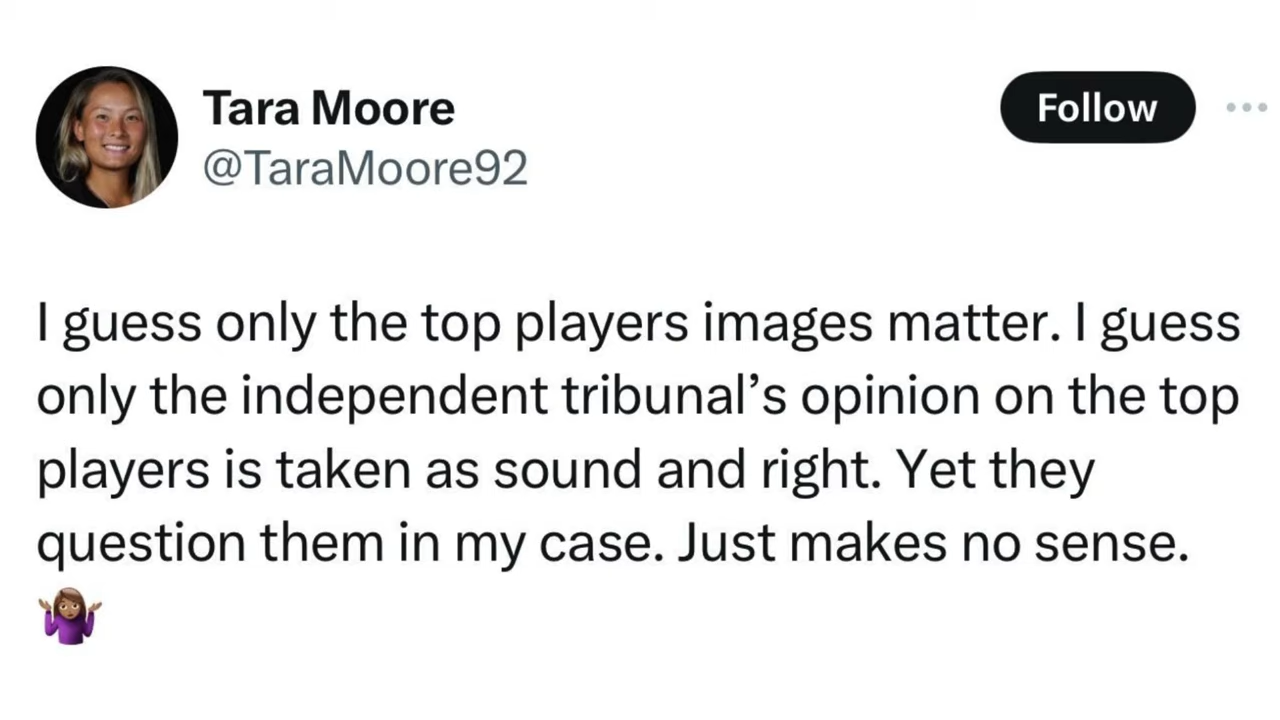 Tara Moore
Follow
@TaraMoore92
I guess only the top players images matter. I guess
only the independent tribunal’s opinion on the top
players is taken as sound and right. Yet they
question them in my case. Just makes no sense.
🤷🏽‍♀️